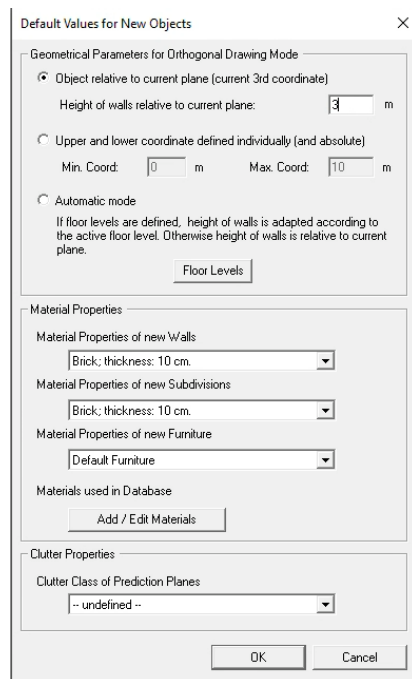 Default Values for New Objects
Geometrical Parameters for Orthogonal Drawing Mode
Object relative to current plane (current 3rd coordinate)
Height of walls relative to current plane: 3 m
Upper and lower coordinate defined individually (and absolute)
Min. Coord: 0 m Max. Coord: 10 m
Automatic mode
If floor levels are defined, height of walls is adapted according to
the active floor level. Otherwise height of walls is relative to current
plane.
Floor Levels
Material Properties
Material Properties of new Walls
Brick; thickness: 10 cm.
Material Properties of new Subdivisions
Brick; thickness: 10 cm.
Material Properties of new Furniture
Default Furniture
Materials used in Database
Add / Edit Materials
Clutter Properties
Clutter Class of Prediction Planes
-- undefined --
OK Cancel